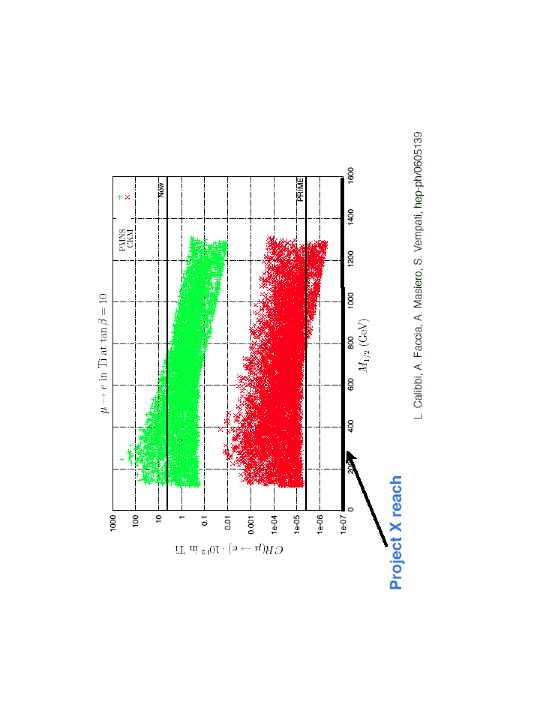 μ → e in Ti at tan β = 10
CR(μ → e) · 10¹² in Ti
1000
100
10
1
0.1
0.01
0.001
1e-04
1e-05
1e-06
1e-07
PMNS +
CKM ×
Now
PRIME
0
200
400
600
800
1000
1200
1400
1600
M₁/₂ (GeV)
Project X reach
L. Calibbi, A. Faccia, A. Masiero, S. Vempati, hep-ph/0605139